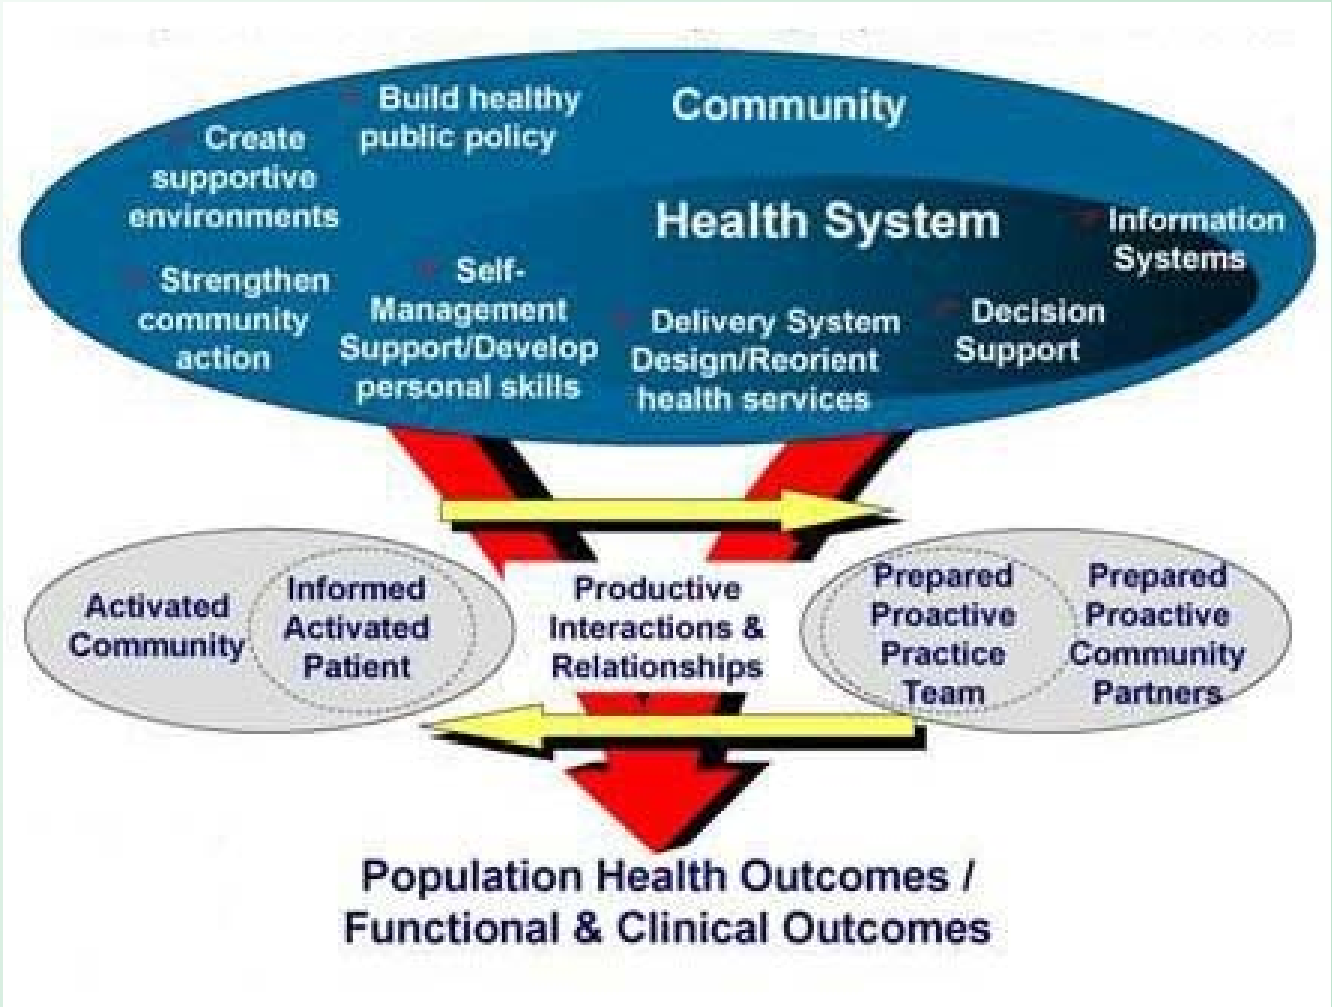 Community
Build healthy
public policy
Create
supportive
environments
Strengthen
community
action
Health System
Self-
Management
Support/Develop
personal skills
Delivery System
Design/Reorient
health services
Decision
Support
Information
Systems
Activated
Community
Informed
Activated
Patient
Productive
Interactions &
Relationships
Prepared
Proactive
Practice
Team
Prepared
Proactive
Community
Partners
Population Health Outcomes /
Functional & Clinical Outcomes